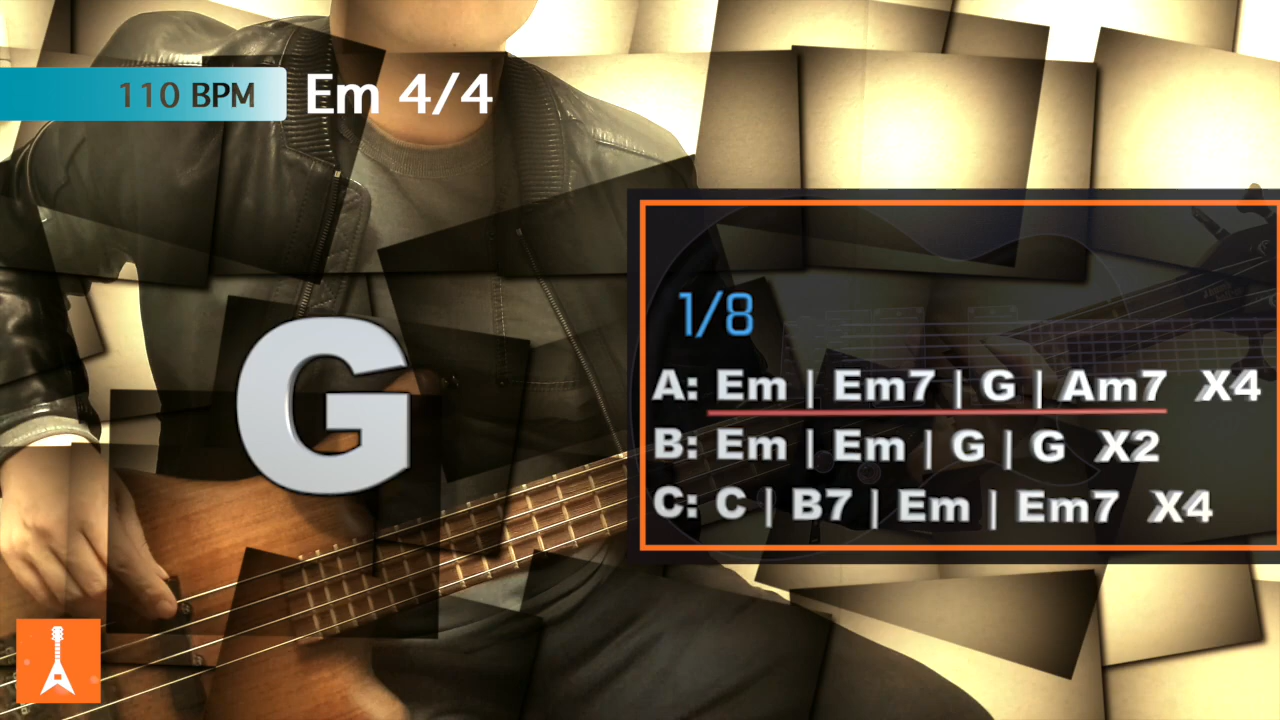 110 BPM Em 4/4
G
1/8
A: Em | Em7 | G | Am7 X4
B: Em | Em | G | G X2
C: C | B7 | Em | Em7 X4